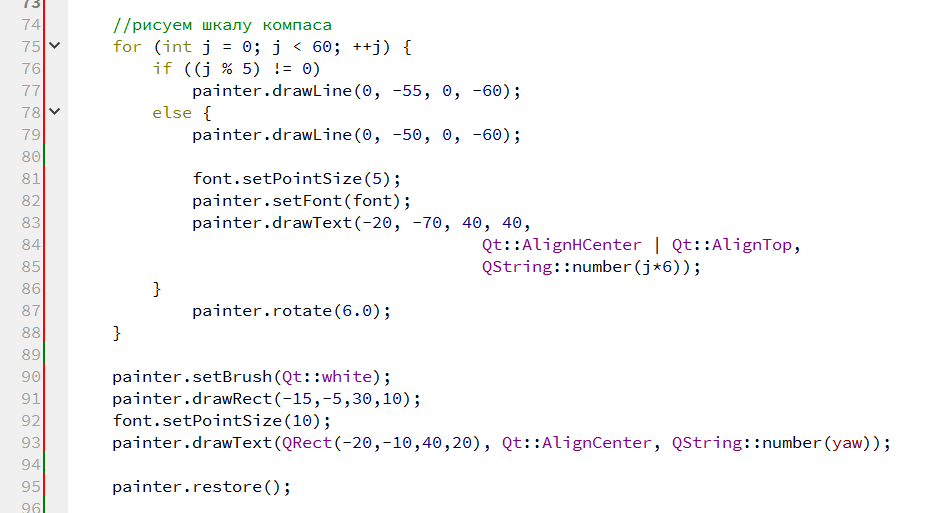 73
74 //рисуем шкалу компаса
75 for (int j = 0; j < 60; ++j) {
76 if ((j % 5) != 0)
77 painter.drawLine(0, -55, 0, -60);
78 else {
79 painter.drawLine(0, -50, 0, -60);
80
81 font.setPointSize(5);
82 painter.setFont(font);
83 painter.drawText(-20, -70, 40, 40,
84 Qt::AlignHCenter | Qt::AlignTop,
85 QString::number(j*6));
86 }
87 painter.rotate(6.0);
88 }
89
90 painter.setBrush(Qt::white);
91 painter.drawRect(-15,-5,30,10);
92 font.setPointSize(10);
93 painter.drawText(QRect(-20,-10,40,20), Qt::AlignCenter, QString::number(yaw));
94
95 painter.restore();
96